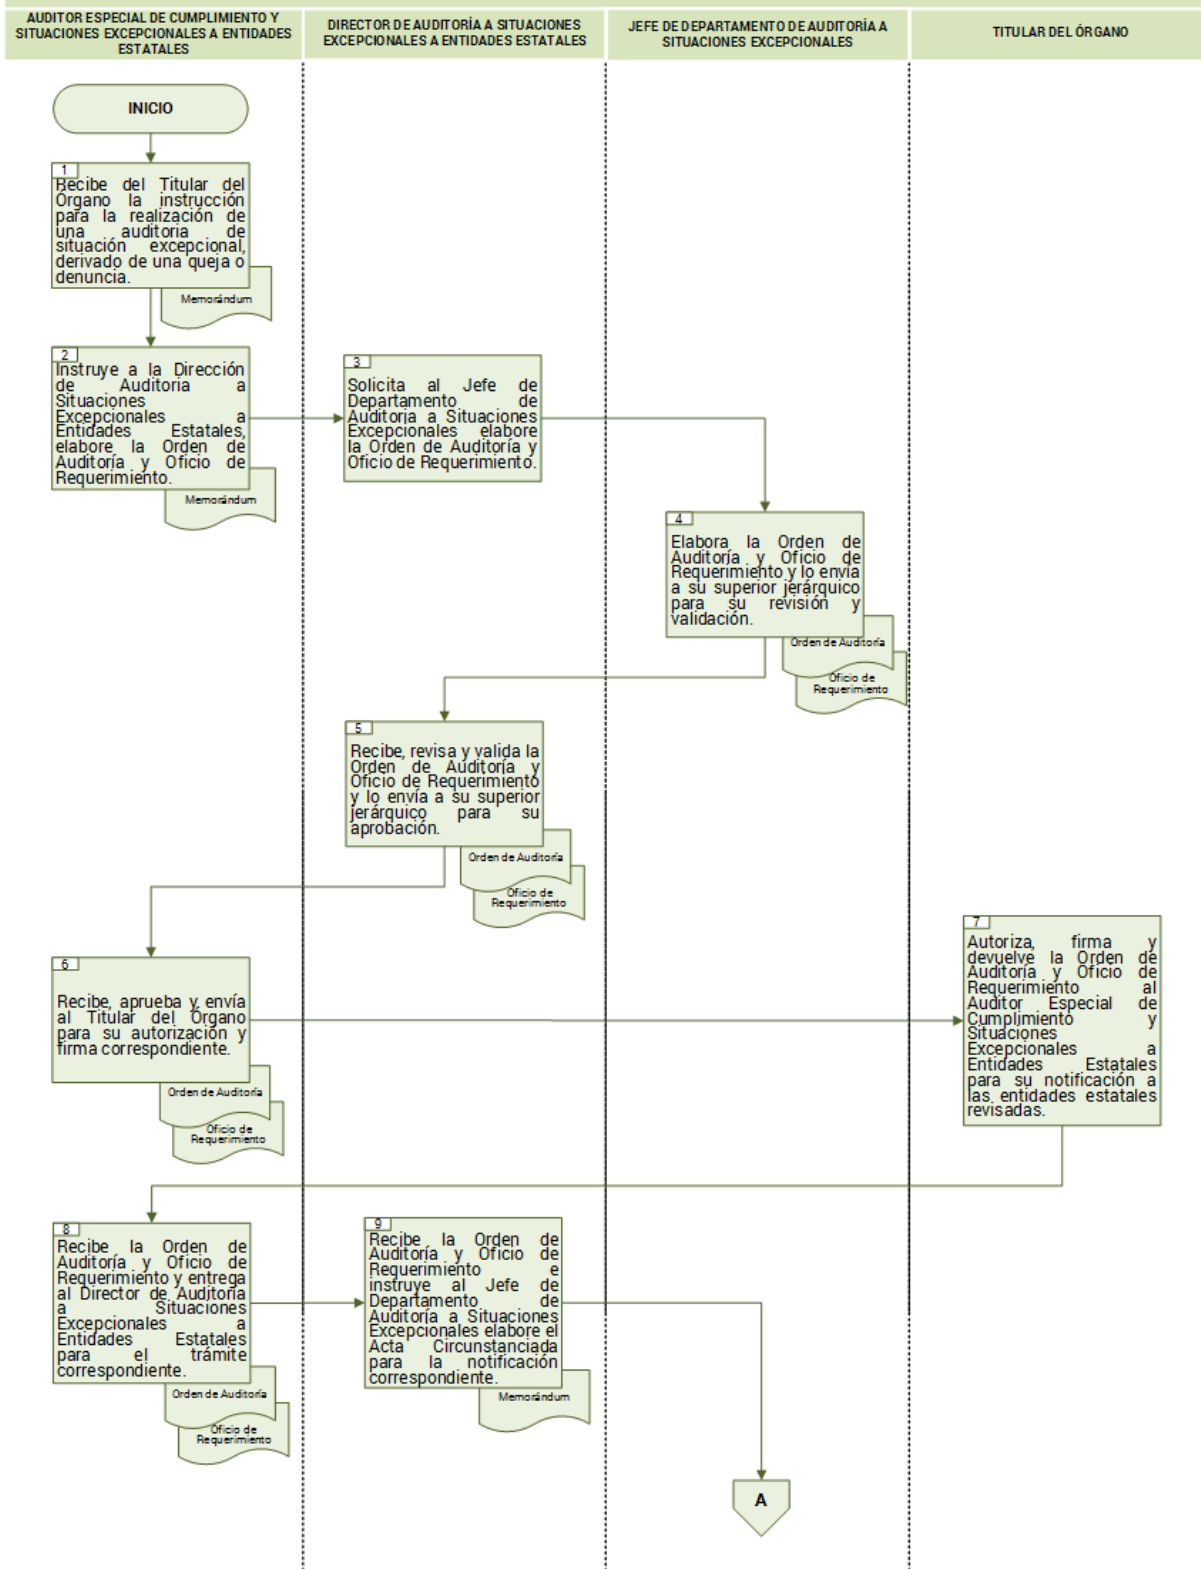 AUDITOR ESPECIAL DE CUMPLIMIENTO Y
SITUACIONES EXCEPCIONALES A ENTIDADES
ESTATALES
DIRECTOR DE AUDITORÍA A SITUACIONES
EXCEPCIONALES A ENTIDADES ESTATALES
JEFE DE DEPARTAMENTO DE AUDITORÍA A
SITUACIONES EXCEPCIONALES
TITULAR DEL ÓRGANO
INICIO
1
Recibe del Titular del
Órgano la instrucción
para la realización de
una auditoria de
situación excepcional,
derivado de una queja o
denuncia.
Memorándum
2
Instruye a la Dirección
de Auditoria a
Situaciones
Excepcionales a
Entidades Estatales,
elabore la Orden de
Auditoría y Oficio de
Requerimiento.
Memorándum
3
Solicita al Jefe de
Departamento de
Auditoria a Situaciones
Excepcionales elabore
la Orden de Auditoría y
Oficio de Requerimiento.
4
Elabora la Orden de
Auditoría y Oficio de
Requerimiento y lo envía
a su superior jerárquico
para su revisión y
validación.
Orden de Auditoría
Oficio de
Requerimiento
5
Recibe, revisa y valida la
Orden de Auditoría y
Oficio de Requerimiento
y lo envía a su superior
jerárquico para su
aprobación.
Orden de Auditoría
Oficio de
Requerimiento
6
Recibe, aprueba y envía
al Titular del Órgano
para su autorización y
firma correspondiente.
Orden de Auditoría
Oficio de
Requerimiento
7
Autoriza, firma y
devuelve la Orden de
Auditoría y Oficio de
Requerimiento al
Auditor Especial de
Cumplimiento y
Situaciones
Excepcionales a
Entidades Estatales
para su notificación a
las entidades estatales
revisadas.
8
Recibe la Orden de
Auditoría y Oficio de
Requerimiento y entrega
al Director de Auditoría
a Situaciones
Excepcionales a
Entidades Estatales
para el trámite
correspondiente.
Orden de Auditoría
Oficio de
Requerimiento
9
Recibe la Orden de
Auditoría y Oficio de
Requerimiento e
instruye al Jefe de
Departamento de
Auditoría a Situaciones
Excepcionales elabore el
Acta Circunstanciada
para la notificación
correspondiente.
Memorándum
A